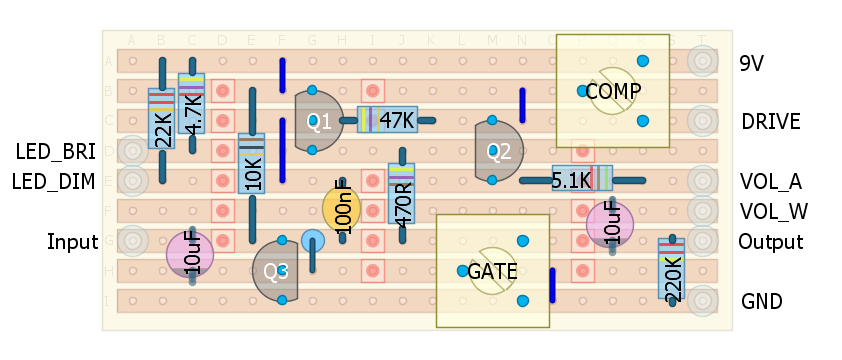 A B C D E F G H I J K L M N O P Q R S T
A
9V
B
COMP
22K
4.7K
Q1
47K
C
DRIVE
LED_BRI
D
Q2
LED_DIM
E
10K
5.1K
VOL_A
100nF
470R
F
10uF
VOL_W
Input
G
Output
10uF
Q3
H
GATE
220K
I
GND